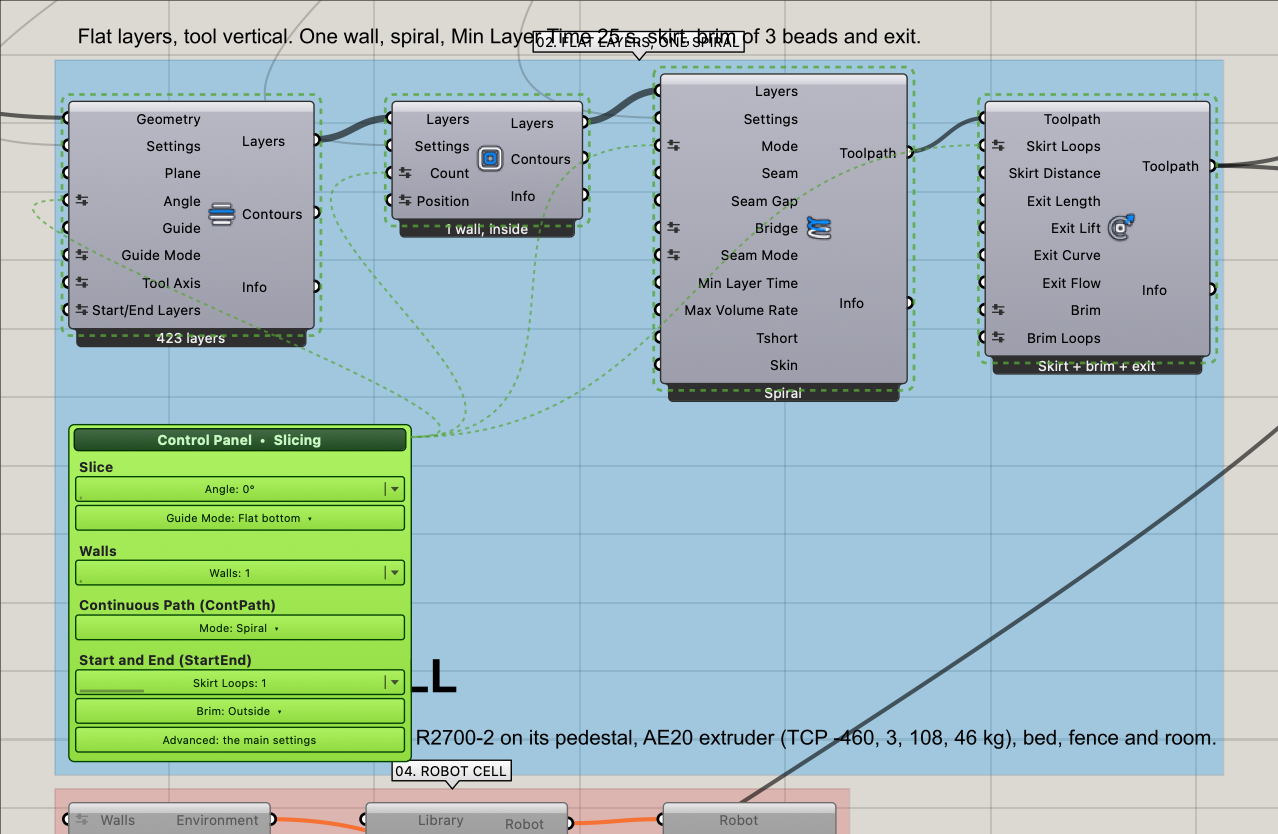 Flat layers, tool vertical. One wall, spiral, Min Layer Time 25 s, skirt, brim of 3 beads and exit.
02. FLAT LAYERS, ONE SPIRAL
Geometry
Settings
Plane
Angle
Guide
Guide Mode
Tool Axis
Start/End Layers
Layers
Contours
Info
423 layers
Layers
Settings
Count
Position
Layers
Contours
Info
1 wall, inside
Layers
Settings
Mode
Seam
Seam Gap
Bridge
Seam Mode
Min Layer Time
Max Volume Rate
Tshort
Skin
Toolpath
Info
Spiral
Toolpath
Skirt Loops
Skirt Distance
Exit Length
Exit Lift
Exit Curve
Exit Flow
Brim
Brim Loops
Toolpath
Info
Skirt + brim + exit
Control Panel • Slicing
Slice
Angle: 0°
Guide Mode: Flat bottom
Walls
Walls: 1
Continuous Path (ContPath)
Mode: Spiral
Start and End (StartEnd)
Skirt Loops: 1
Brim: Outside
Advanced: the main settings
LL
R2700-2 on its pedestal, AE20 extruder (TCP -460, 3, 108, 46 kg), bed, fence and room.
04. ROBOT CELL
Walls
Environment
Library
Robot
Robot